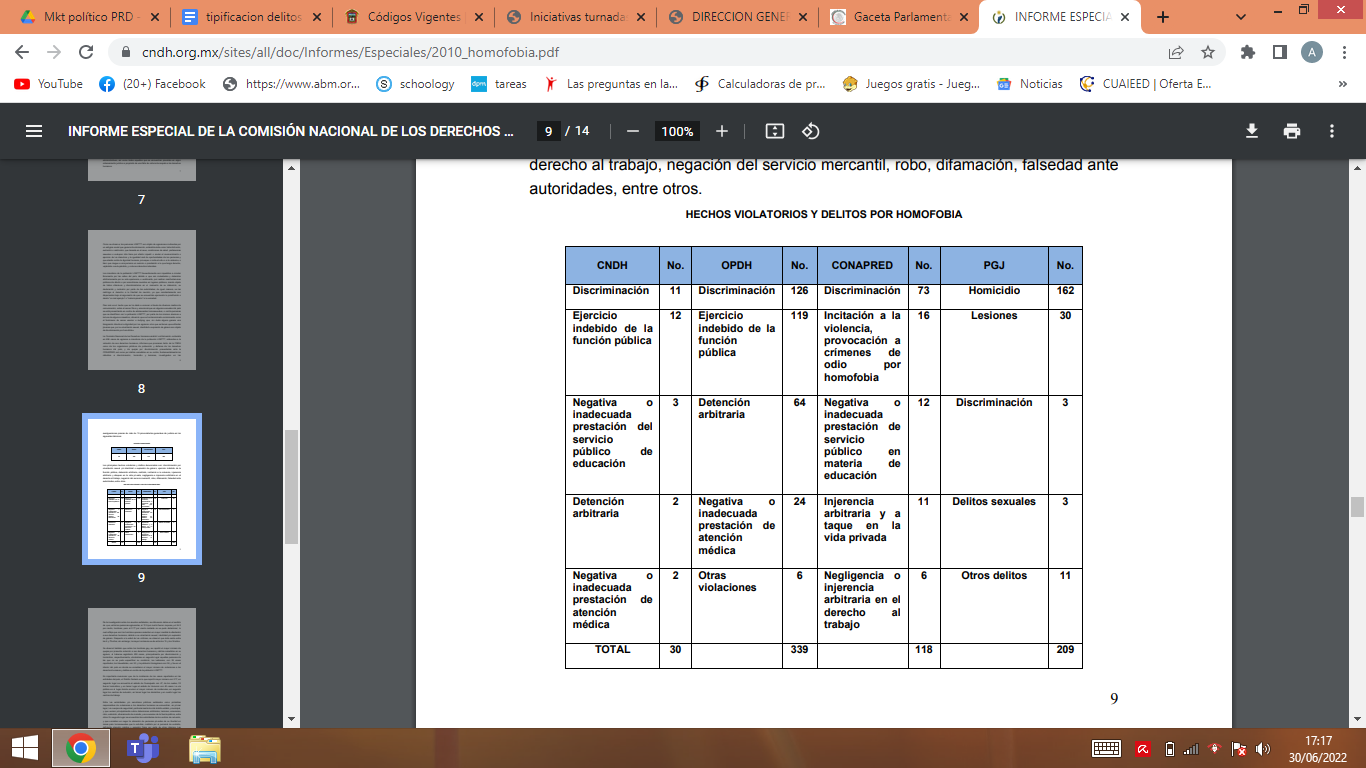 Mkt político PRD -
tipificacion delitos
Códigos Vigentes
Iniciativas turnada
DIRECCION GENE
Gaceta Parlamenta
INFORME ESPECIA
cndh.org.mx/sites/all/doc/Informes/Especiales/2010_homofobia.pdf
A
YouTube
(20+) Facebook
https://www.abm.or...
schoology
dpm
tareas
Las preguntas en la...
Calculadoras de pr...
Juegos gratis - Jueg...
Noticias
CUAIEED | Oferta E...
»
INFORME ESPECIAL DE LA COMISIÓN NACIONAL DE LOS DERECHOS ...
9 / 14
100%
7
8
9
derecho al trabajo, negación del servicio mercantil, robo, difamación, falsedad ante
autoridades, entre otros.
HECHOS VIOLATORIOS Y DELITOS POR HOMOFOBIA
CNDH No. OPDH No. CONAPRED No. PGJ No.
Discriminación 11 Discriminación 126 Discriminación 73 Homicidio 162
Ejercicio 12 Ejercicio 119 Incitación a la 16 Lesiones 30
indebido de la indebido de la violencia,
función pública función provocación a
pública crímenes de
odio por
homofobia
Negativa o 3 Detención 64 Negativa o 12 Discriminación 3
inadecuada arbitraria inadecuada
prestación del prestación de
servicio servicio
público de público en
educación materia de
educación
Detención 2 Negativa o 24 Injerencia 11 Delitos sexuales 3
arbitraria inadecuada arbitraria y a
prestación de taque en la
atención vida privada
médica
Negativa o 2 Otras 6 Negligencia o 6 Otros delitos 11
inadecuada violaciones injerencia
prestación de arbitraria en el
atención derecho al
médica trabajo
TOTAL 30 339 118 209
9
17:17
30/06/2022